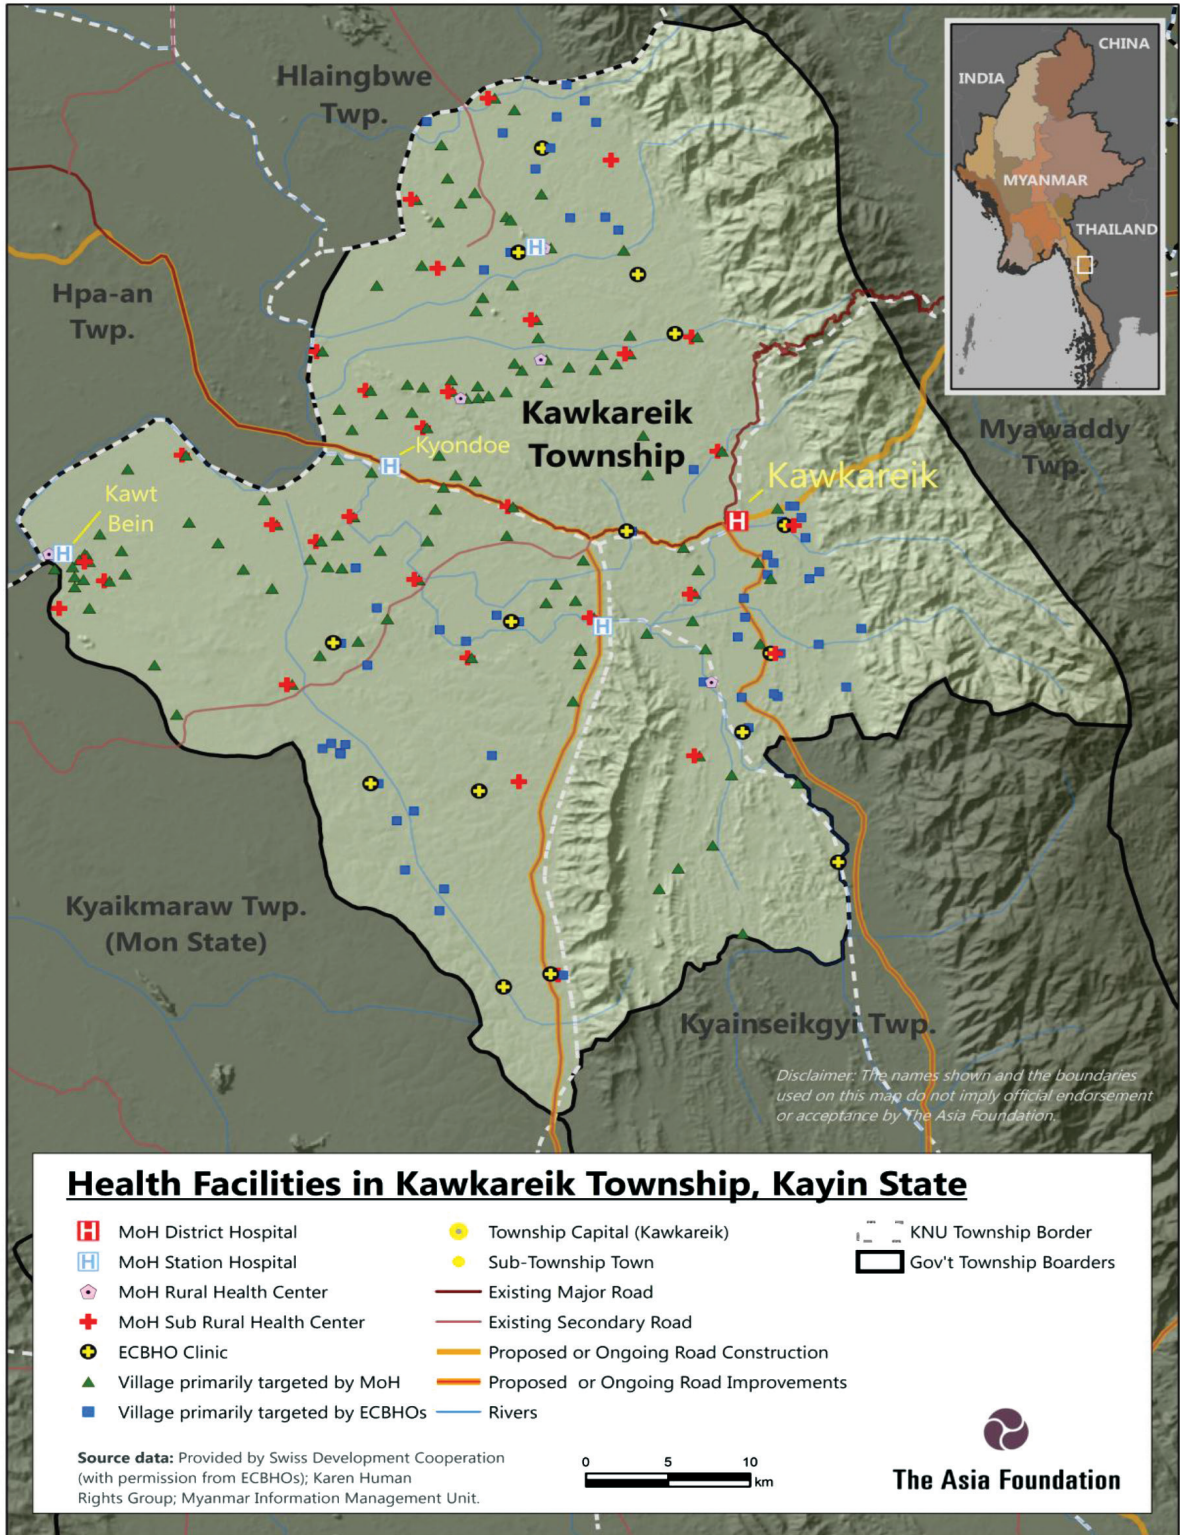 Hlaingbwe
Twp.
CHINA
INDIA
MYANMAR
THAILAND
Hpa-an
Twp.
Kawkareik
Township
Myawaddy
Twp.
Kyondoe
Kawkareik
Kawt
Bein
H
H
H
H
H
Kyaikmaraw Twp.
(Mon State)
Kyainseikgyi Twp.
Disclaimer: The names shown and the boundaries
used on this map do not imply official endorsement
or acceptance by The Asia Foundation.
Health Facilities in Kawkareik Township, Kayin State
H MoH District Hospital
H MoH Station Hospital
MoH Rural Health Center
MoH Sub Rural Health Center
ECBHO Clinic
Village primarily targeted by MoH
Village primarily targeted by ECBHOs
Township Capital (Kawkareik)
Sub-Township Town
Existing Major Road
Existing Secondary Road
Proposed or Ongoing Road Construction
Proposed or Ongoing Road Improvements
Rivers
KNU Township Border
Gov't Township Boarders
Source data: Provided by Swiss Development Cooperation
(with permission from ECBHOs); Karen Human
Rights Group; Myanmar Information Management Unit.
0 5 10
km
The Asia Foundation